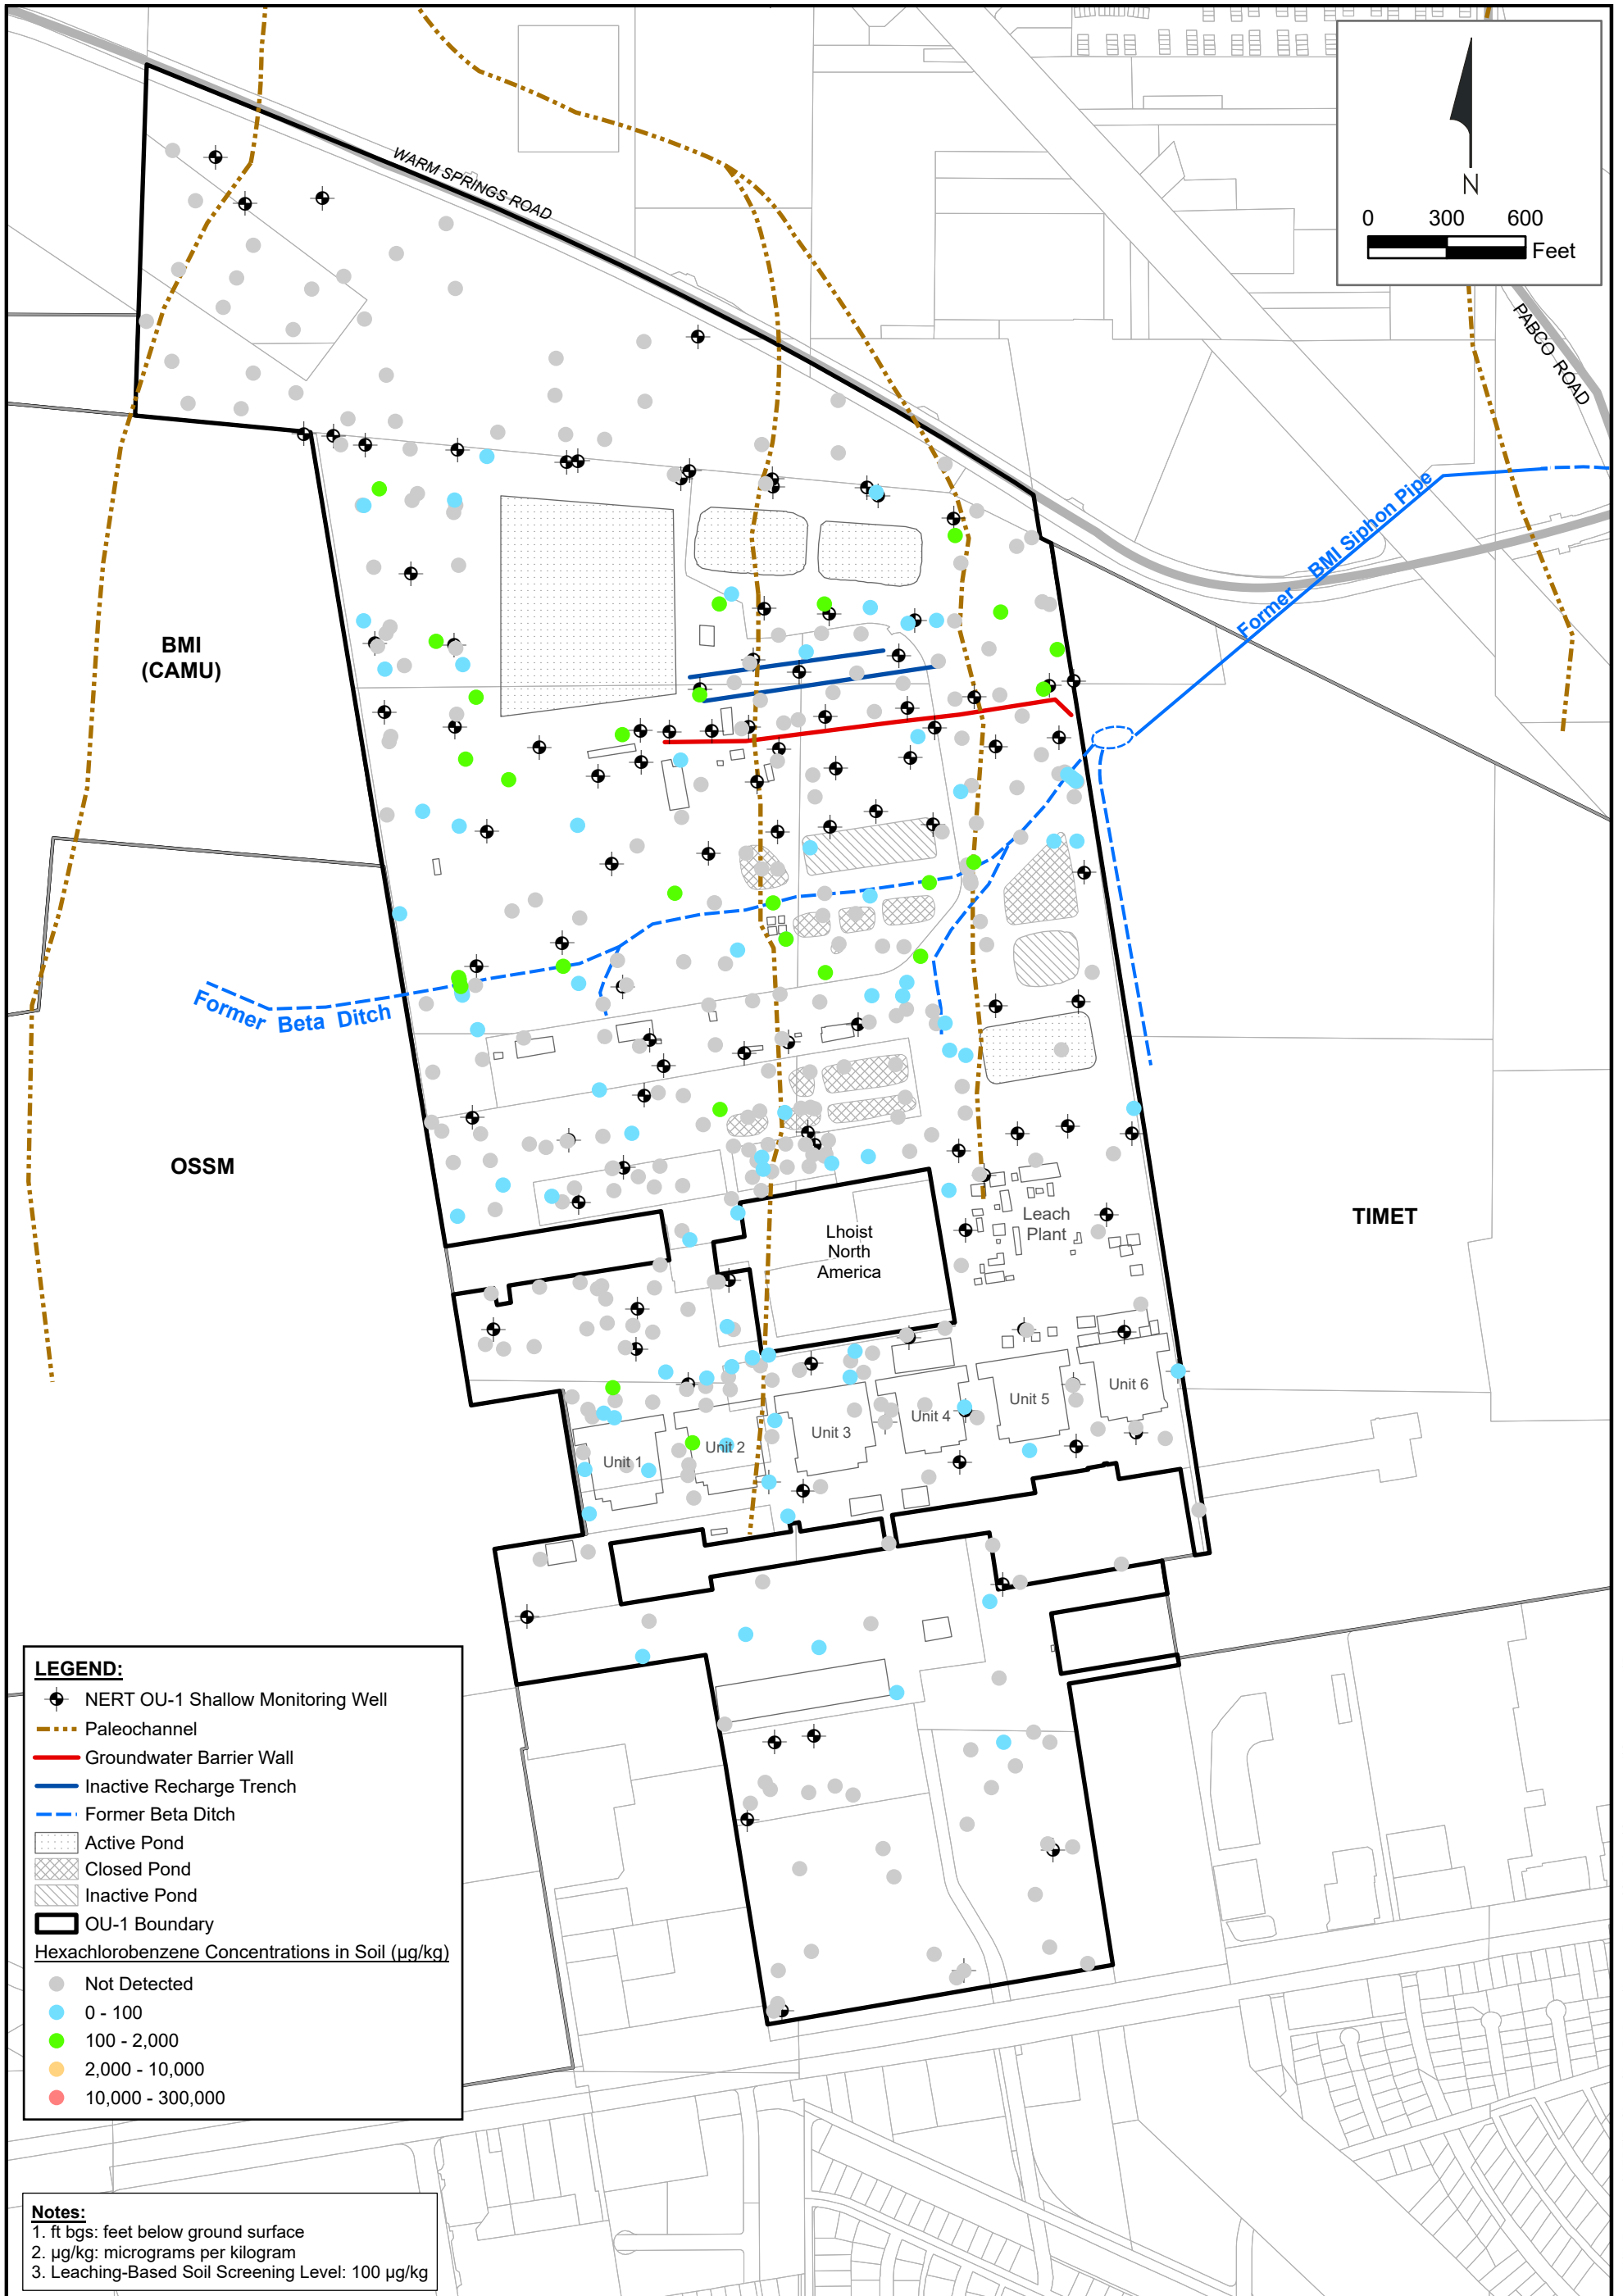 WARM SPRINGS ROAD
N
0 300 600
Feet
PABCO ROAD
Former BMI Siphon Pipe
BMI
(CAMU)
Former Beta Ditch
OSSM
TIMET
Lhoist
North
America
Leach
Plant
Unit 1
Unit 2
Unit 3
Unit 4
Unit 5
Unit 6
LEGEND:
NERT OU-1 Shallow Monitoring Well
Paleochannel
Groundwater Barrier Wall
Inactive Recharge Trench
Former Beta Ditch
Active Pond
Closed Pond
Inactive Pond
OU-1 Boundary
Hexachlorobenzene Concentrations in Soil (µg/kg)
Not Detected
0 - 100
100 - 2,000
2,000 - 10,000
10,000 - 300,000
Notes:
1. ft bgs: feet below ground surface
2. µg/kg: micrograms per kilogram
3. Leaching-Based Soil Screening Level: 100 µg/kg